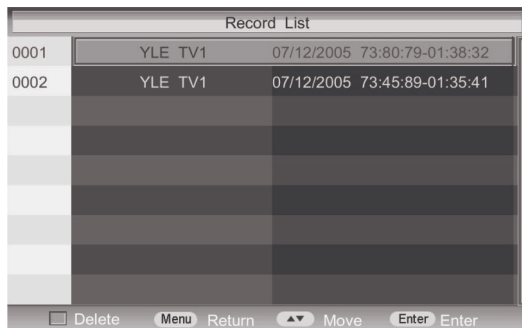 Record List
0001 YLE TV1 07/12/2005 73:80:79-01:38:32
0002 YLE TV1 07/12/2005 73:45:89-01:35:41
Delete Menu Return ▲▼ Move Enter Enter